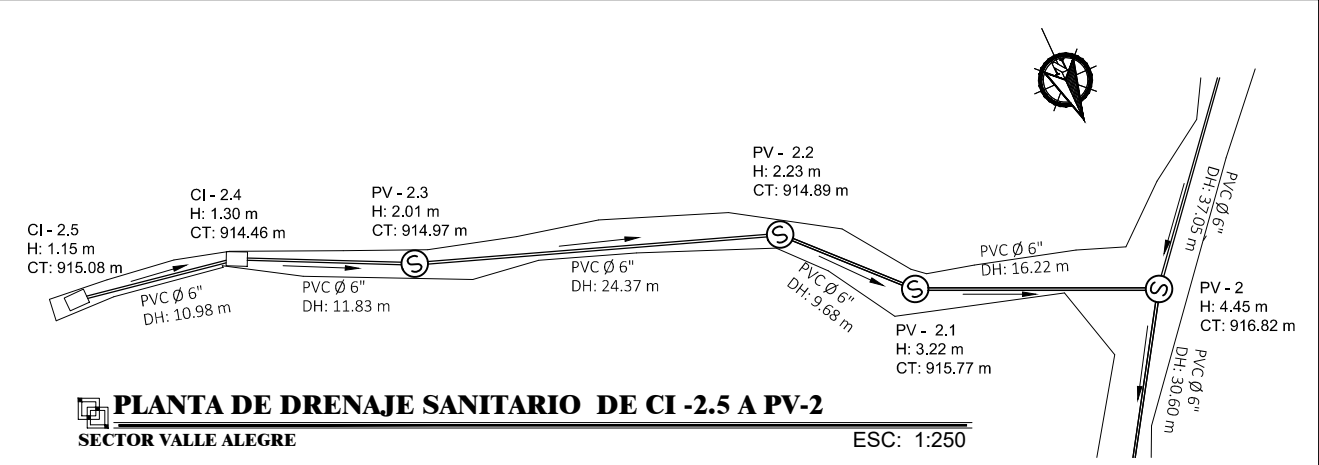 CI - 2.5
H: 1.15 m
CT: 915.08 m
PVC Ø 6"
DH: 10.98 m
CI - 2.4
H: 1.30 m
CT: 914.46 m
PVC Ø 6"
DH: 11.83 m
PV - 2.3
H: 2.01 m
CT: 914.97 m
PVC Ø 6"
DH: 24.37 m
PV - 2.2
H: 2.23 m
CT: 914.89 m
PVC Ø 6"
DH: 9.68 m
PV - 2.1
H: 3.22 m
CT: 915.77 m
PVC Ø 6"
DH: 16.22 m
PVC Ø 6"
DH: 37.05 m
PV - 2
H: 4.45 m
CT: 916.82 m
PVC Ø 6"
DH: 30.60 m
S
S
S
S
PLANTA DE DRENAJE SANITARIO DE CI -2.5 A PV-2
SECTOR VALLE ALEGRE
ESC: 1:250